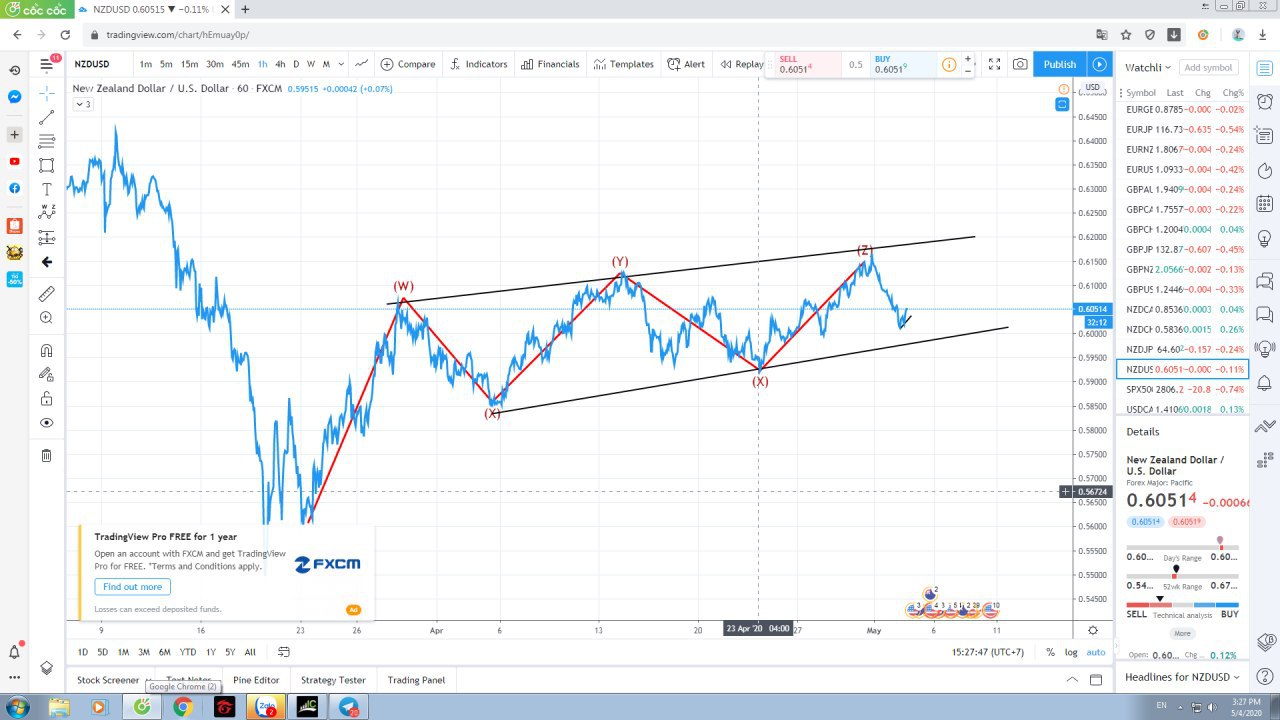 cốc cốc
NZDUSD 0.60515 ▼ −0.11%
tradingview.com/chart/hEmuay0p/
11
NZDUSD 1m 5m 15m 30m 45m 1h 4h D W M Compare Indicators Financials Templates Alert Replay
SELL
0.6051⁴
0.5
BUY
0.6051⁹
Publish
Watchli
Add symbol
New Zealand Dollar / U.S. Dollar · 60 · FXCM 0.59515 +0.00042 (+0.07%)
3
USD
0.64500
0.64000
0.63500
0.63000
0.62500
0.62000
0.61500
0.61000
0.60514
32:12
0.60000
0.59500
0.59000
0.58500
0.58000
0.57500
0.57000
0.56724
0.56000
0.55500
0.55000
0.54500
(W)
(X)
(Y)
(X)
(Z)
Symbol Last Chg Chg%
EURGE 0.8785 −0.000 −0.02%
EURJP 116.73 −0.635 −0.54%
EURNZ 1.8067 −0.004 −0.24%
EURUS 1.0933 −0.004 −0.42%
GBPAL 1.9409 −0.004 −0.24%
GBPCA 1.7557 −0.003 −0.22%
GBPCH 1.2004 0.0004 0.04%
GBPJP 132.87 −0.607 −0.45%
GBPNZ 2.0566 −0.002 −0.13%
GBPUS 1.2446 −0.004 −0.33%
NZDCA 0.8536 0.0003 0.04%
NZDCH 0.5836 0.0015 0.26%
NZDJP 64.60² −0.157 −0.24%
NZDUS 0.6051 −0.000 −0.11%
SPX50 2806.2 −20.8 −0.74%
USDCA 1.4106 0.0018 0.13%
Details
New Zealand Dollar /
U.S. Dollar
Forex Major: Pacific
0.6051⁴ −0.00066
0.60514 0.60519
0.60... Day's Range 0.60...
0.54... 52wk Range 0.67...
SELL Technical analysis BUY
More
Open: 0.60... Chg ... 0.12%
Headlines for NZDUSD
TradingView Pro FREE for 1 year
Open an account with FXCM and get TradingView
Pro for FREE. *Terms and Conditions apply.
Find out more
FXCM
Losses can exceed deposited funds.
Ad
9 16 23 Apr 6 13 20 23 Apr '20 04:00 27 May 6 11
1D 5D 1M 3M 6M YTD 1Y 5Y All
15:27:47 (UTC+7) % log auto
Stock Screener Text Notes Pine Editor Strategy Tester Trading Panel
Google Chrome (2)
Zalo
EN
3:27 PM
5/4/2020